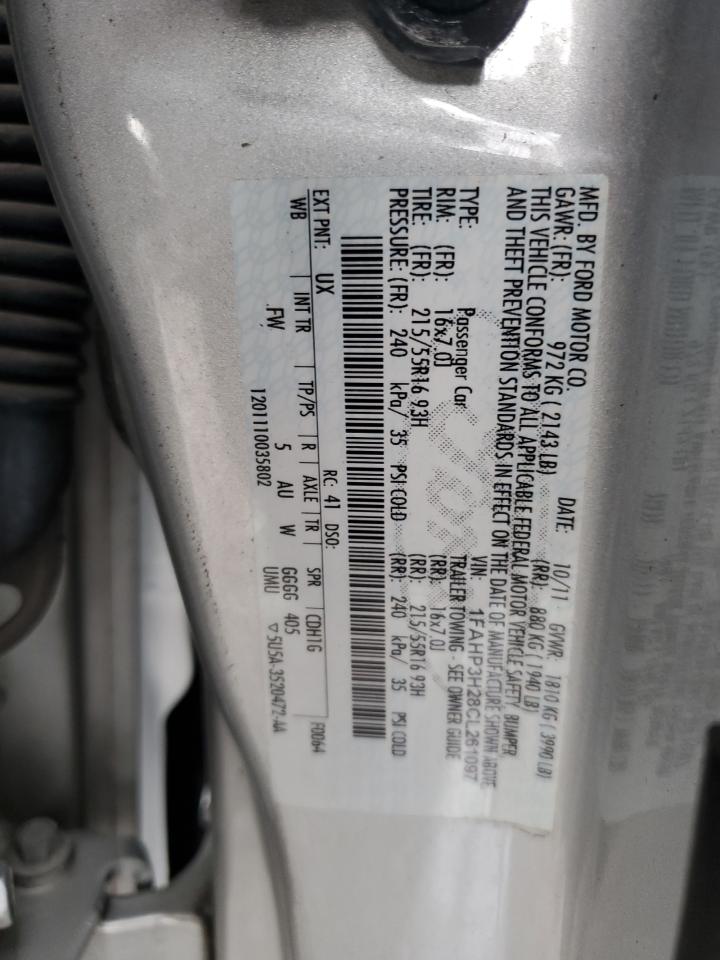 MFD. BY FORD MOTOR CO.
DATE: 10/11 GVWR: 1810 KG ( 3990 LB)
GAWR: (FR): 972 KG ( 2143 LB) (RR): 880 KG ( 1940 LB)
THIS VEHICLE CONFORMS TO ALL APPLICABLE FEDERAL MOTOR VEHICLE SAFETY, BUMPER
AND THEFT PREVENTION STANDARDS IN EFFECT ON THE DATE OF MANUFACTURE SHOWN ABOVE
VIN: 1FAHP3H28CL261097
TYPE: Passenger Car TRAILER TOWING - SEE OWNER GUIDE
RIM: (FR): 16x7.0J (RR): 16x7.0J
TIRE: (FR): 215/55R16 93H (RR): 215/55R16 93H
PRESSURE: (FR): 240 kPa/ 35 PSI COLD (RR): 240 kPa/ 35 PSI COLD
EXT PNT: UX RC: 41 DSO: F0064
WB INT TR TP/PS R AXLE TR SPR CDH1G
FW 5 AU W GGGG 405
1201110035802 UMU ▽ 5U5A-3520472-AA